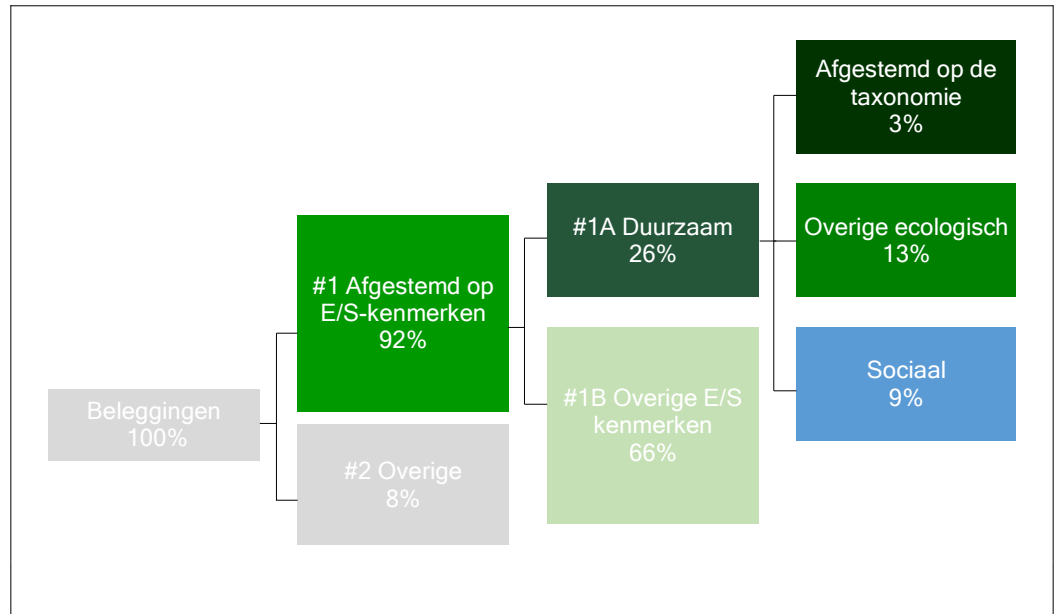 Beleggingen
100%
#1 Afgestemd op
E/S-kenmerken
92%
#2 Overige
8%
#1A Duurzaam
26%
#1B Overige E/S
kenmerken
66%
Afgestemd op de
taxonomie
3%
Overige ecologisch
13%
Sociaal
9%